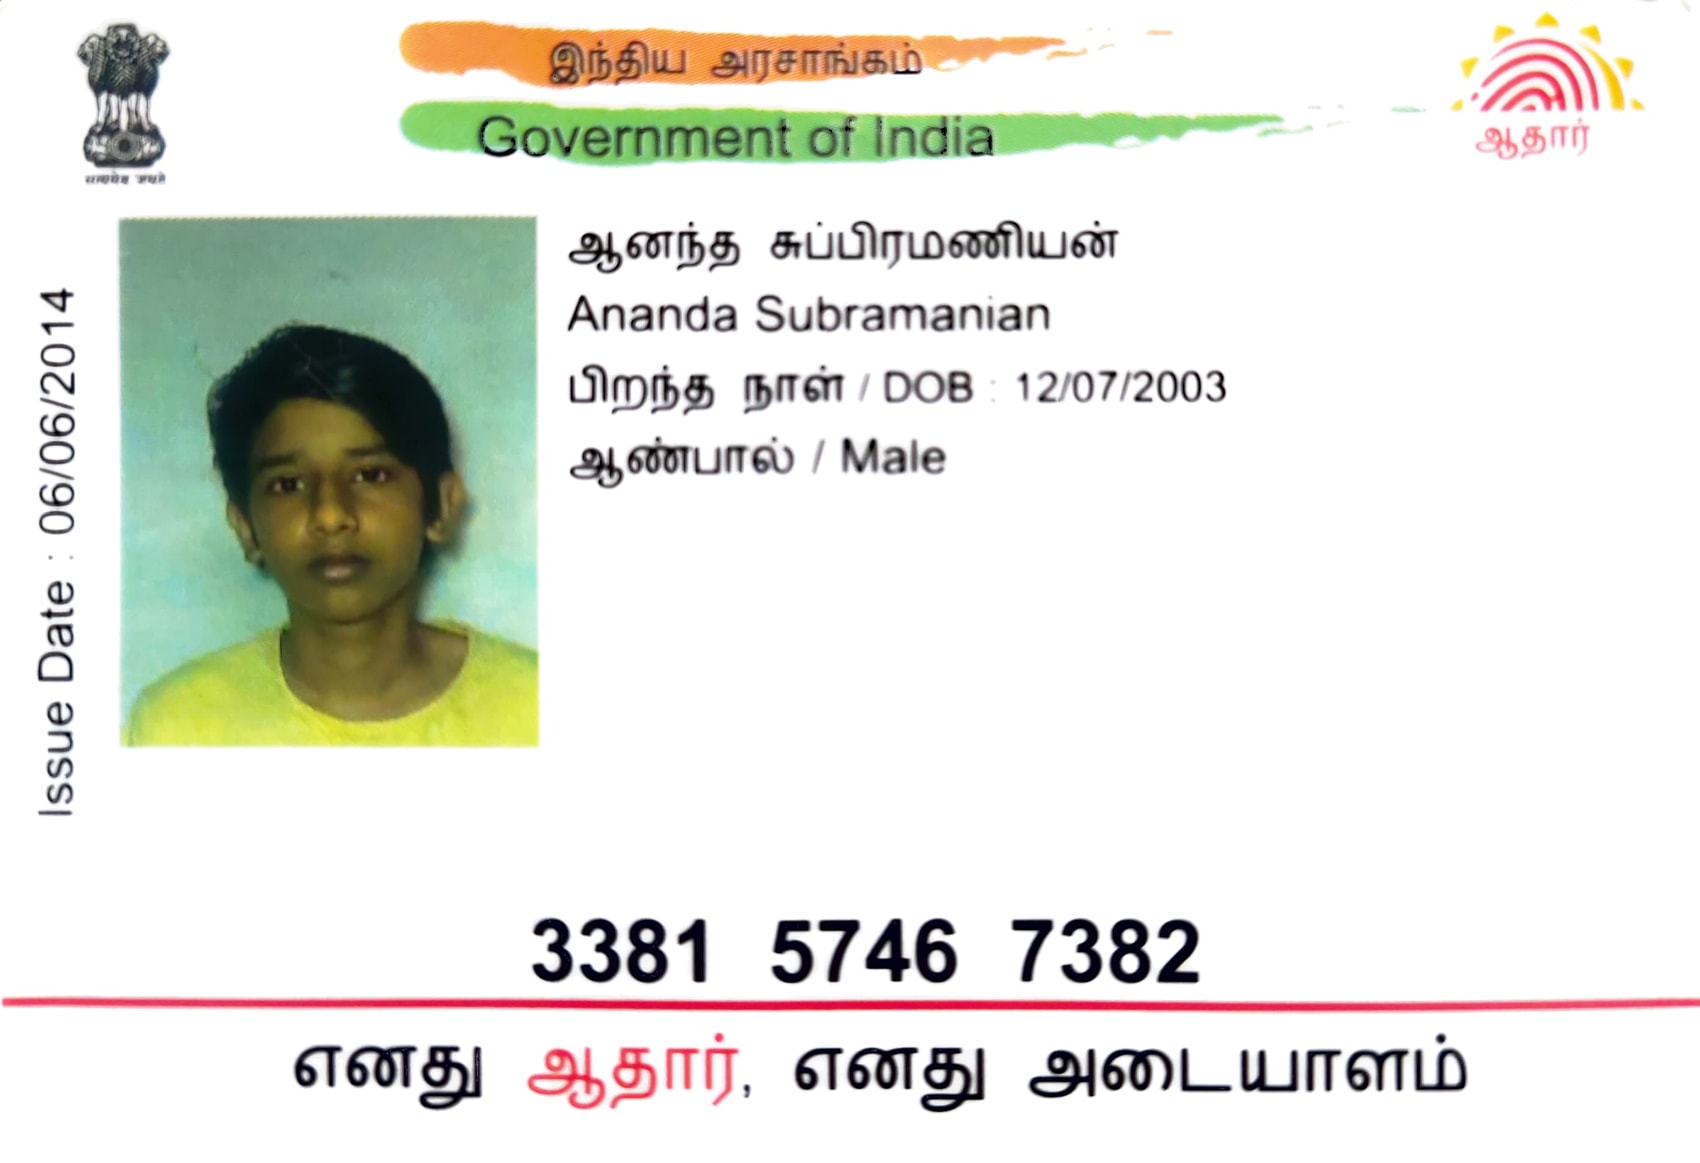 இந்திய அரசாங்கம்
Government of India
ஆதார்
सत्यमेव जयते
Issue Date : 06/06/2014
ஆனந்த சுப்பிரமணியன்
Ananda Subramanian
பிறந்த நாள் / DOB : 12/07/2003
ஆண்பால் / Male
3381 5746 7382
எனது ஆதார், எனது அடையாளம்